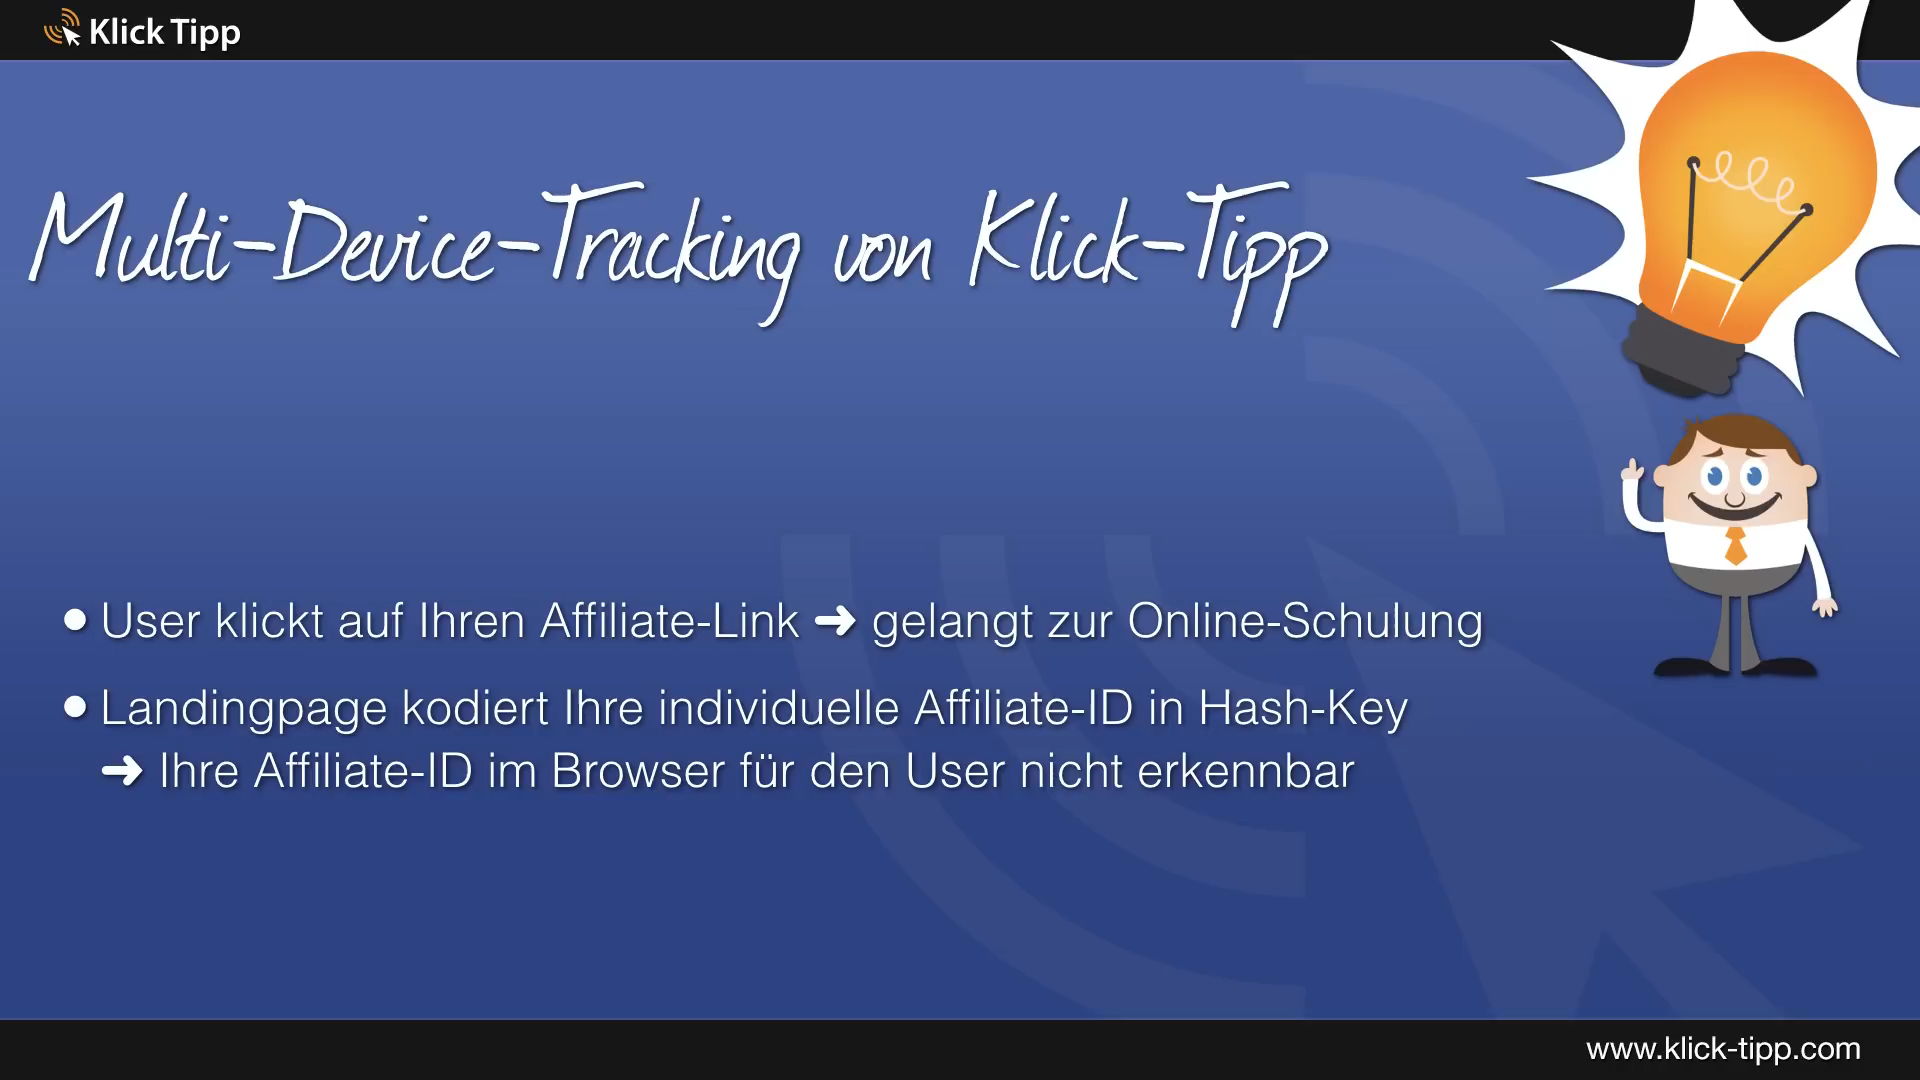 Klick Tipp
Multi-Device-Tracking von Klick-Tipp
● User klickt auf Ihren Affiliate-Link ➜ gelangt zur Online-Schulung
● Landingpage kodiert Ihre individuelle Affiliate-ID in Hash-Key
➜ Ihre Affiliate-ID im Browser für den User nicht erkennbar
www.klick-tipp.com